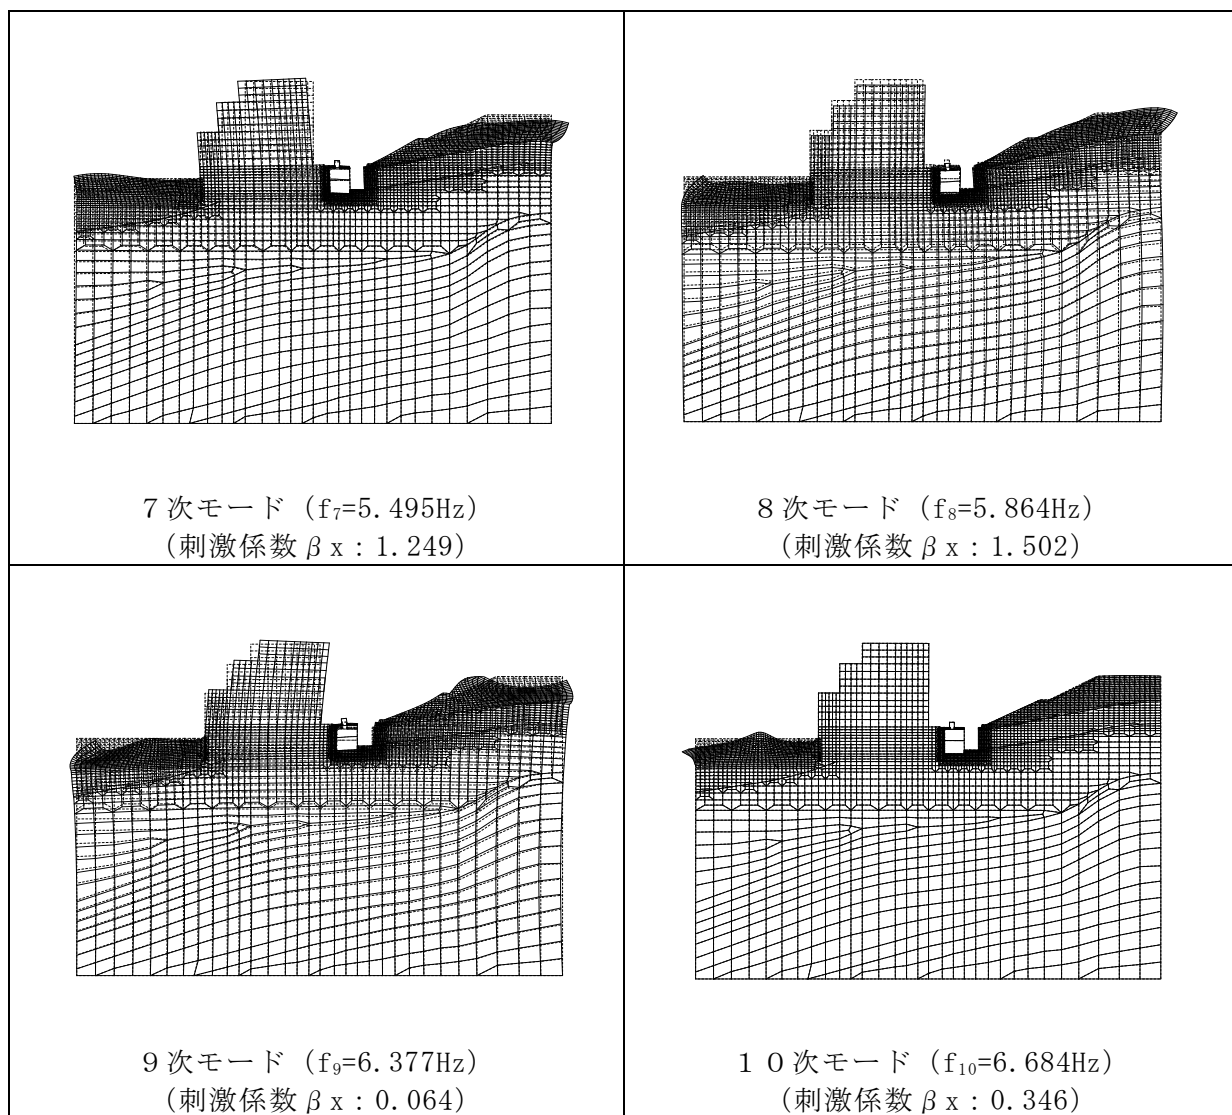 ７次モード（f₇=5.495Hz）
（刺激係数βx：1.249）
８次モード（f₈=5.864Hz）
（刺激係数βx：1.502）
９次モード（f₉=6.377Hz）
（刺激係数βx：0.064）
１０次モード（f₁₀=6.684Hz）
（刺激係数βx：0.346）